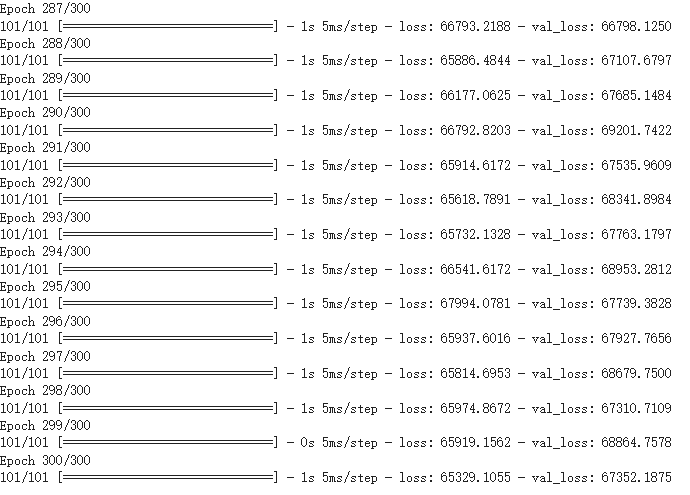 Epoch 287/300
101/101 [==============================] - 1s 5ms/step - loss: 66793.2188 - val_loss: 66798.1250
Epoch 288/300
101/101 [==============================] - 1s 5ms/step - loss: 65886.4844 - val_loss: 67107.6797
Epoch 289/300
101/101 [==============================] - 1s 5ms/step - loss: 66177.0625 - val_loss: 67685.1484
Epoch 290/300
101/101 [==============================] - 1s 5ms/step - loss: 66792.8203 - val_loss: 69201.7422
Epoch 291/300
101/101 [==============================] - 1s 5ms/step - loss: 65914.6172 - val_loss: 67535.9609
Epoch 292/300
101/101 [==============================] - 1s 5ms/step - loss: 65618.7891 - val_loss: 68341.8984
Epoch 293/300
101/101 [==============================] - 1s 5ms/step - loss: 65732.1328 - val_loss: 67763.1797
Epoch 294/300
101/101 [==============================] - 1s 5ms/step - loss: 66541.6172 - val_loss: 68953.2812
Epoch 295/300
101/101 [==============================] - 1s 5ms/step - loss: 67994.0781 - val_loss: 67739.3828
Epoch 296/300
101/101 [==============================] - 1s 5ms/step - loss: 65937.6016 - val_loss: 67927.7656
Epoch 297/300
101/101 [==============================] - 1s 5ms/step - loss: 65814.6953 - val_loss: 68679.7500
Epoch 298/300
101/101 [==============================] - 1s 5ms/step - loss: 65974.8672 - val_loss: 67310.7109
Epoch 299/300
101/101 [==============================] - 0s 5ms/step - loss: 65919.1562 - val_loss: 68864.7578
Epoch 300/300
101/101 [==============================] - 1s 5ms/step - loss: 65329.1055 - val_loss: 67352.1875